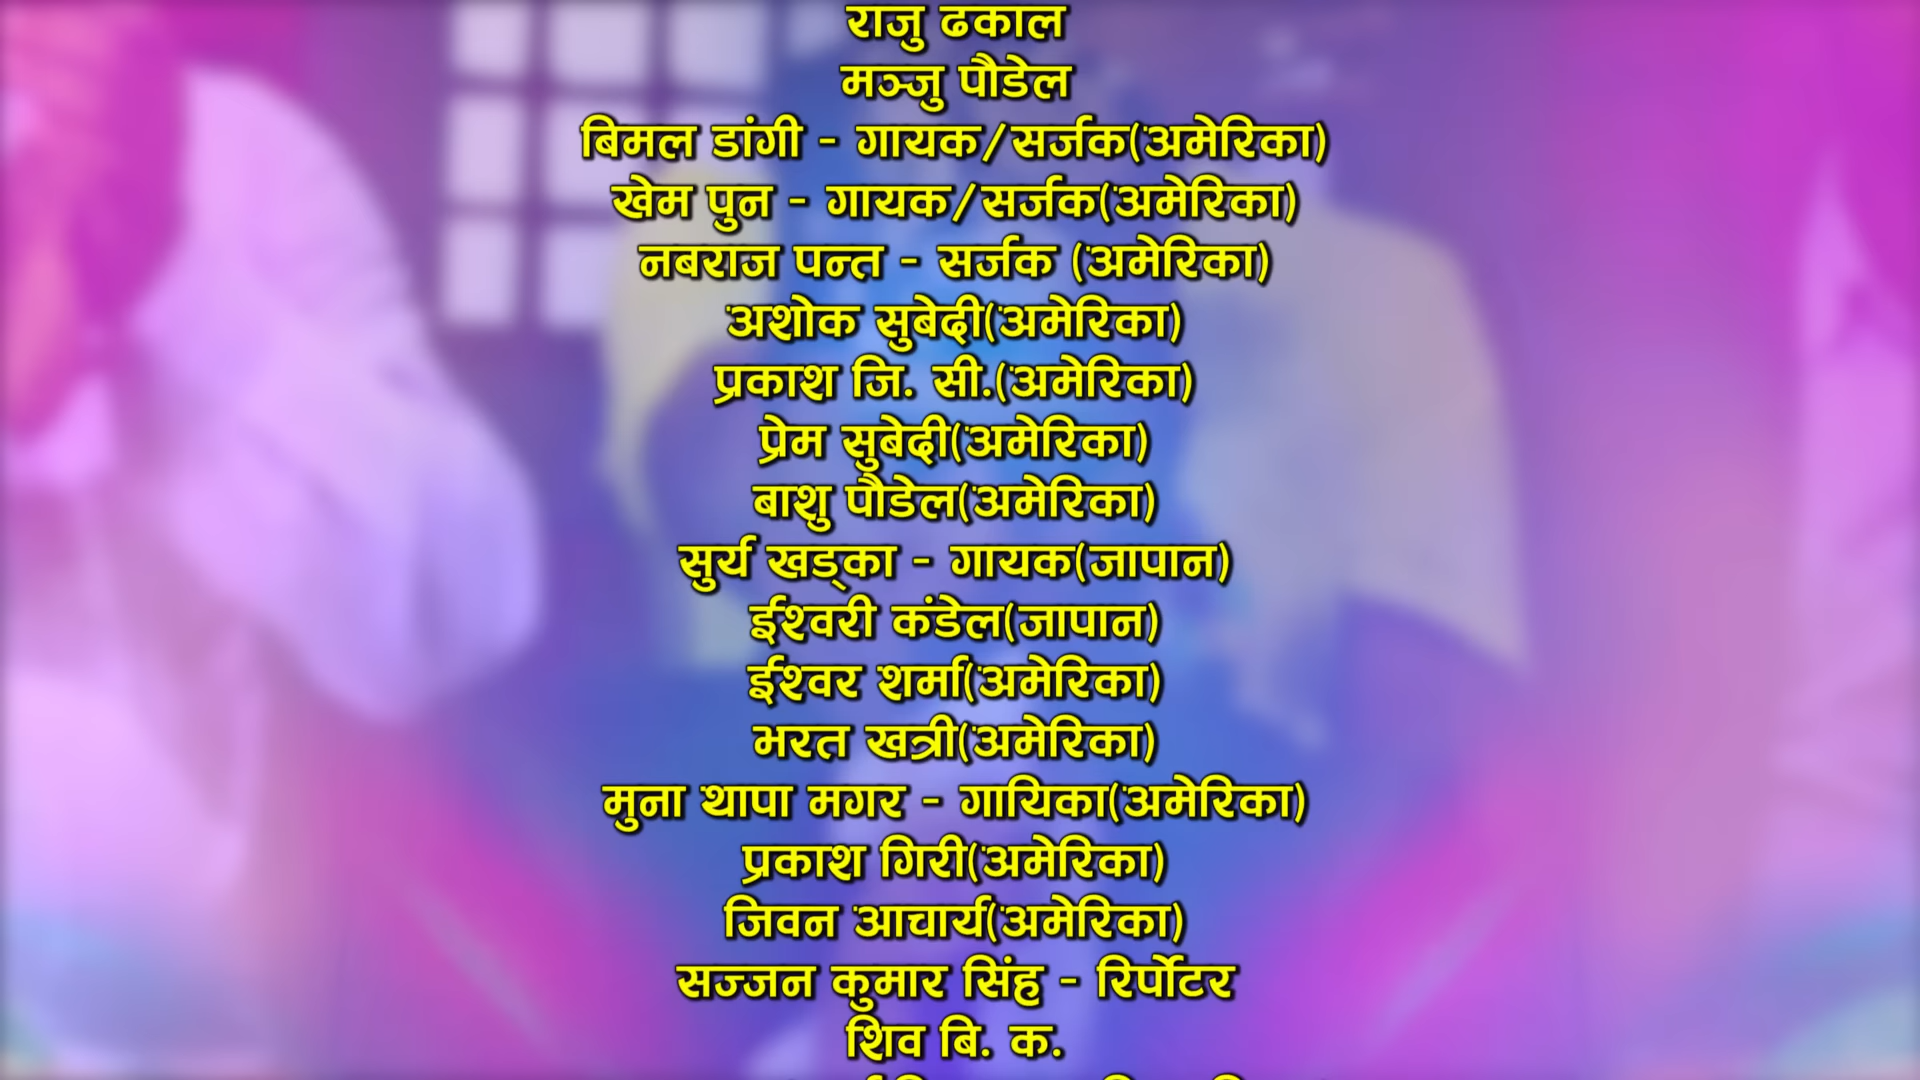 राजु ढकाल
मञ्जु पौडेल
बिमल डांगी - गायक/सर्जक(अमेरिका)
खेम पुन - गायक/सर्जक(अमेरिका)
नबराज पन्त - सर्जक (अमेरिका)
अशोक सुबेदी(अमेरिका)
प्रकाश जि. सी.(अमेरिका)
प्रेम सुबेदी(अमेरिका)
बाशु पौडेल(अमेरिका)
सुर्य खड्का - गायक(जापान)
ईश्वरी कंडेल(जापान)
ईश्वर शर्मा(अमेरिका)
भरत खत्री(अमेरिका)
मुना थापा मगर - गायिका(अमेरिका)
प्रकाश गिरी(अमेरिका)
जिवन आचार्य(अमेरिका)
सज्जन कुमार सिंह - रिर्पोटर
शिव बि. क.